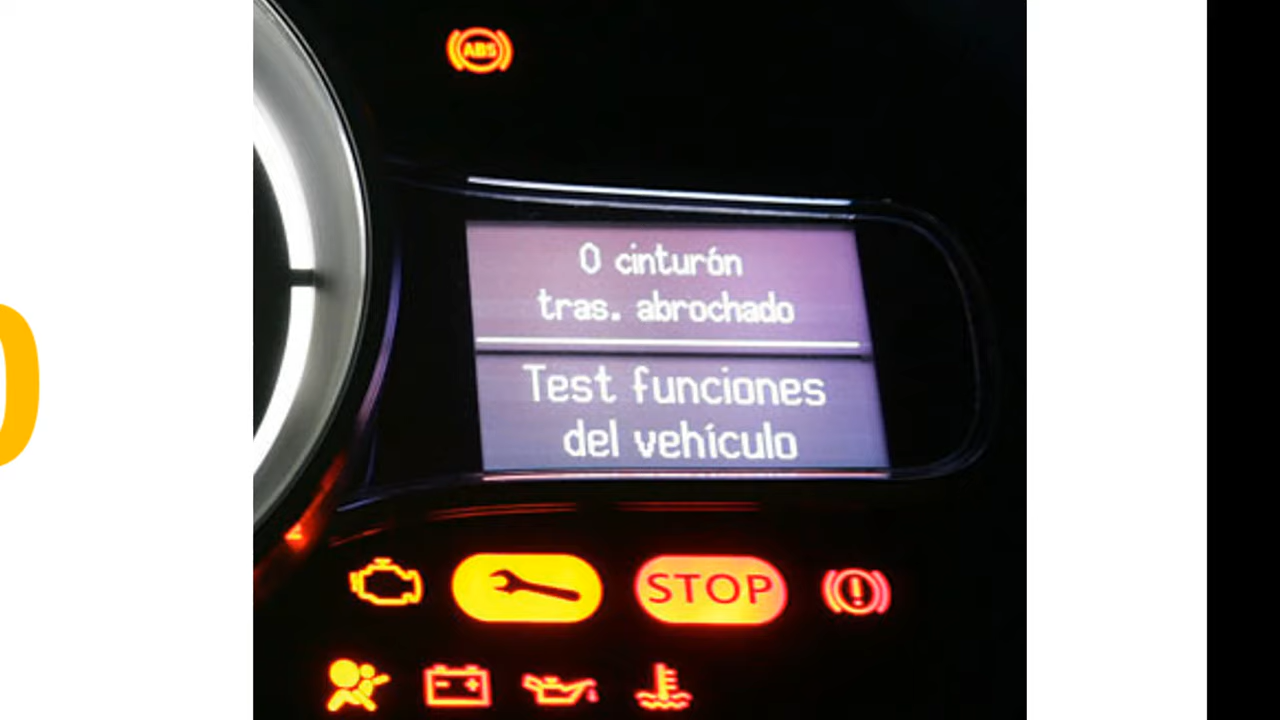 ABS
0 cinturón
tras. abrochado
Test funciones
del vehículo
STOP